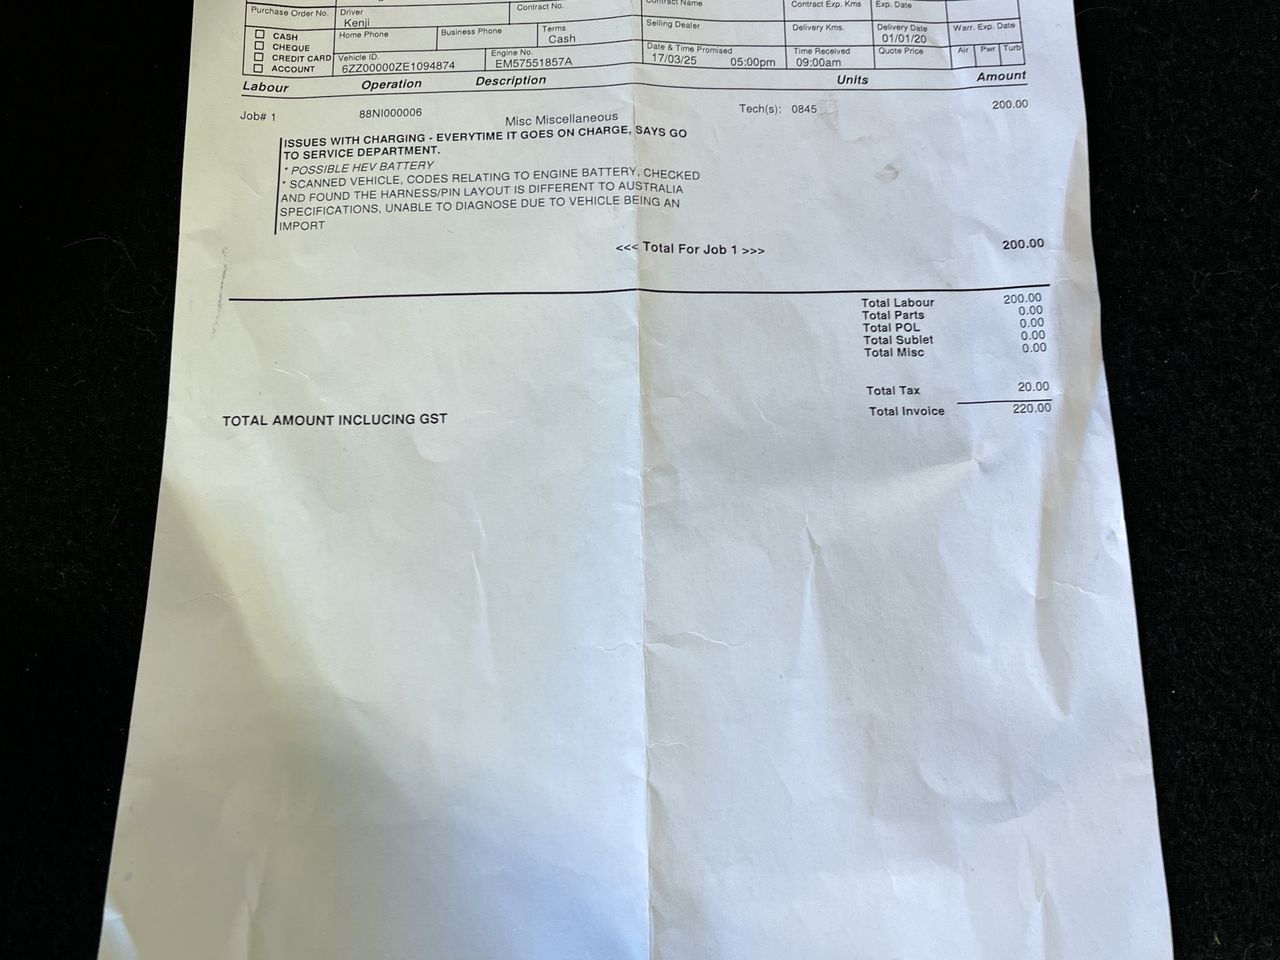 Purchase Order No. Driver Contract No. Contract Name Contract Exp. Kms Exp. Date
Kenji
CASH Home Phone Business Phone Terms Selling Dealer Delivery Kms. Delivery Date Warr. Exp. Date
Cash 01/01/20
CHEQUE
CREDIT CARD Vehicle ID. Engine No. Date & Time Promised Time Received Quote Price Air Pwr Turb
ACCOUNT 6ZZ00000ZE1094874 EM57551857A 17/03/25 05:00pm 09:00am
Labour Operation Description Units Amount
Job# 1 88NI000006 Misc Miscellaneous Tech(s): 0845 200.00
ISSUES WITH CHARGING - EVERYTIME IT GOES ON CHARGE, SAYS GO
TO SERVICE DEPARTMENT.
* POSSIBLE HEV BATTERY
* SCANNED VEHICLE, CODES RELATING TO ENGINE BATTERY, CHECKED
AND FOUND THE HARNESS/PIN LAYOUT IS DIFFERENT TO AUSTRALIA
SPECIFICATIONS, UNABLE TO DIAGNOSE DUE TO VEHICLE BEING AN
IMPORT
<<< Total For Job 1 >>> 200.00
Total Labour 200.00
Total Parts 0.00
Total POL 0.00
Total Sublet 0.00
Total Misc 0.00
Total Tax 20.00
TOTAL AMOUNT INCLUCING GST Total Invoice 220.00